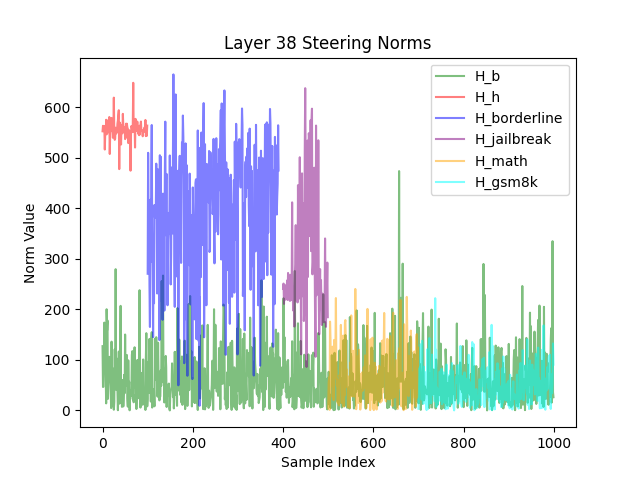 Layer 38 Steering Norms
H_b
H_h
H_borderline
H_jailbreak
H_math
H_gsm8k
Norm Value
600
500
400
300
200
100
0
0
200
400
600
800
1000
Sample Index